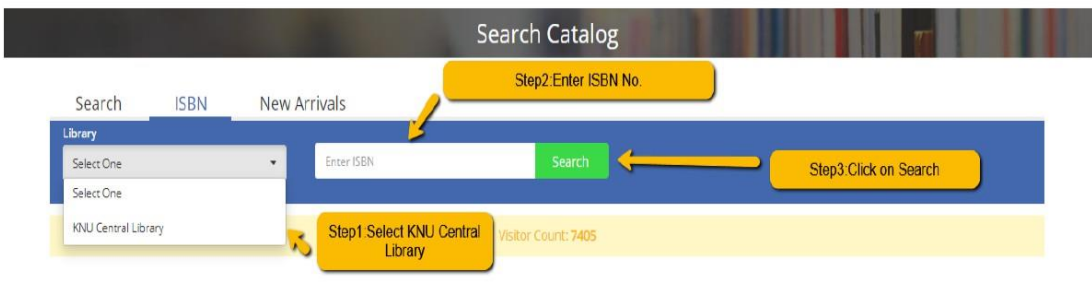 Search Catalog
Step2:Enter ISBN No.
Search ISBN New Arrivals
Library
Select One
Enter ISBN
Search
Step3:Click on Search
Select One
KNU Central Library
Step1:Select KNU Central
Library
Visitor Count: 7405